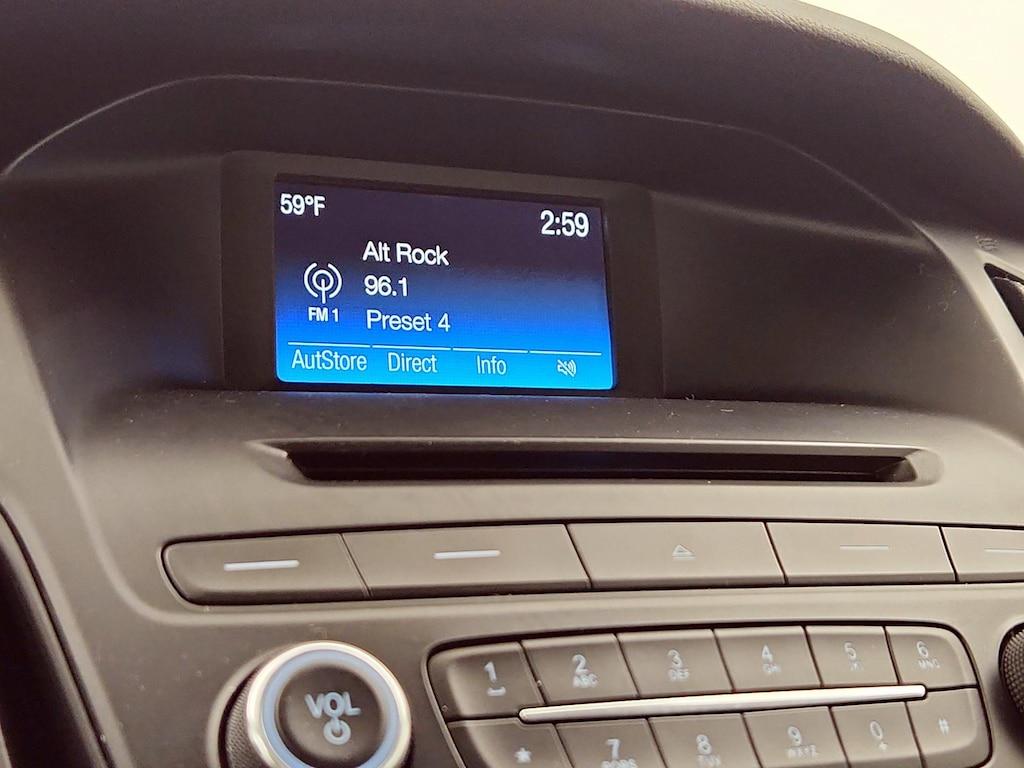 59°F
2:59
Alt Rock
96.1
FM 1
Preset 4
AutStore Direct Info
VOL
1 2 3 4 5 6
ABC DEF GHI JKL MNO
* 7 8 9 0 #
PQRS TUV WXYZ +